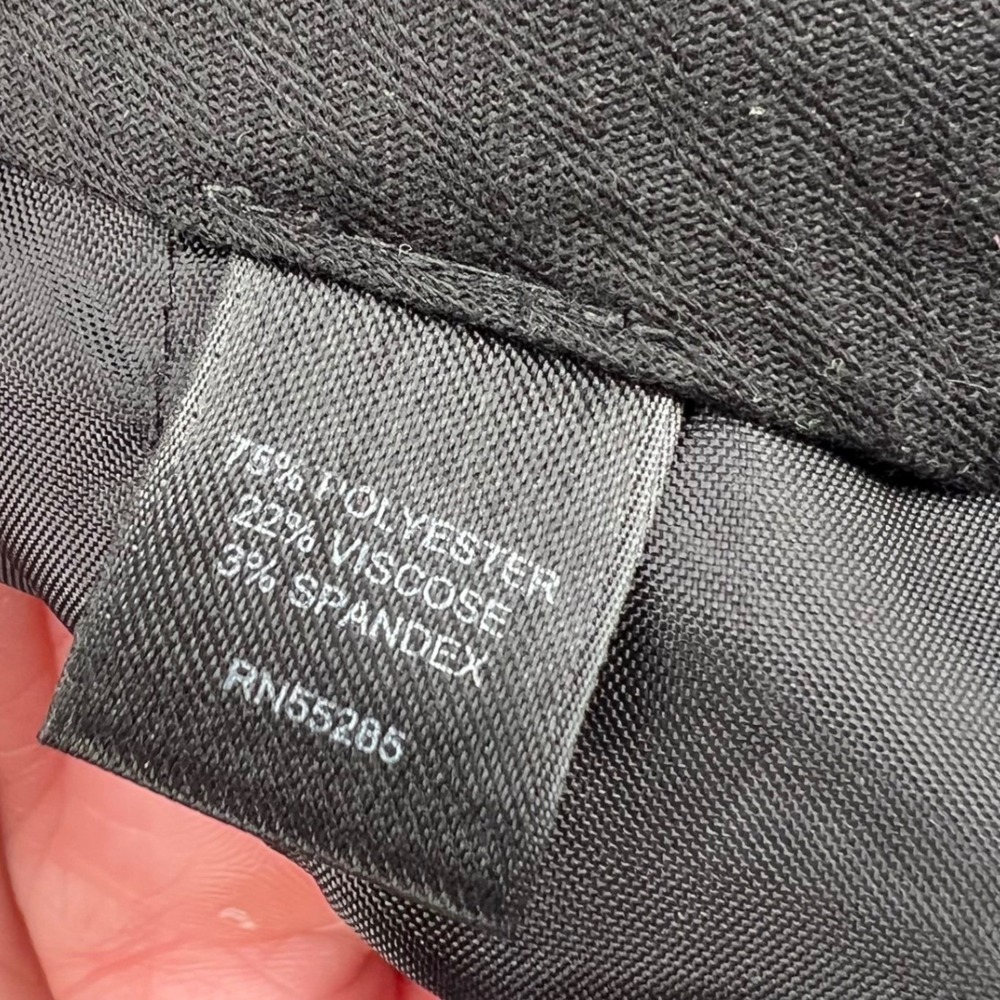 75% POLYESTER
22% VISCOSE
3% SPANDEX
RN55285